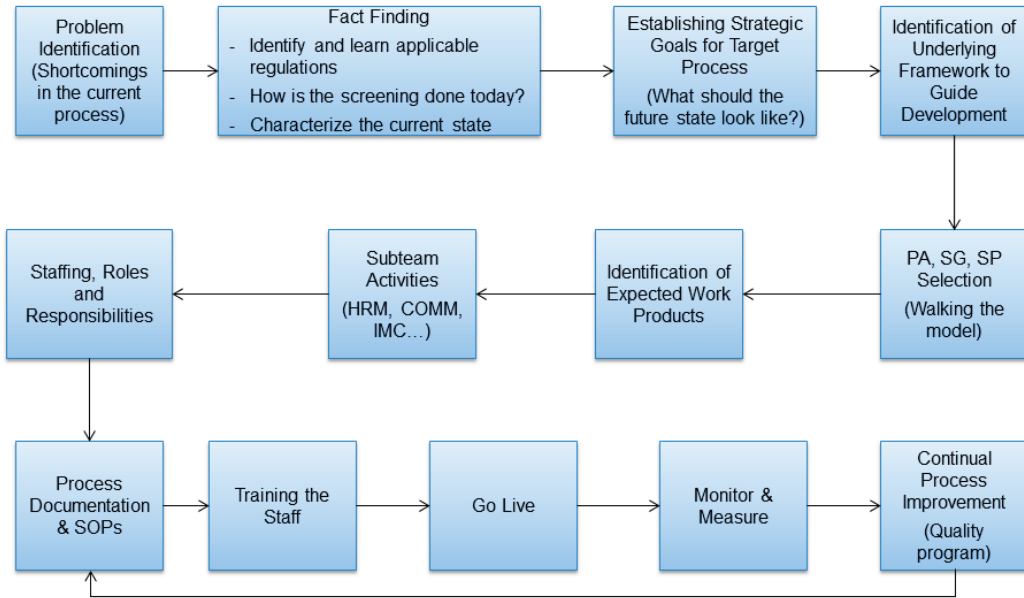 Problem
Identification
(Shortcomings
in the current
process)
Fact Finding
- Identify and learn applicable
regulations
- How is the screening done today?
- Characterize the current state
Establishing Strategic
Goals for Target
Process
(What should the
future state look like?)
Identification of
Underlying
Framework to
Guide
Development
PA, SG, SP
Selection
(Walking the
model)
Identification of
Expected Work
Products
Subteam
Activities
(HRM, COMM,
IMC...)
Staffing, Roles
and
Responsibilities
Process
Documentation
& SOPs
Training the
Staff
Go Live
Monitor &
Measure
Continual
Process
Improvement
(Quality
program)